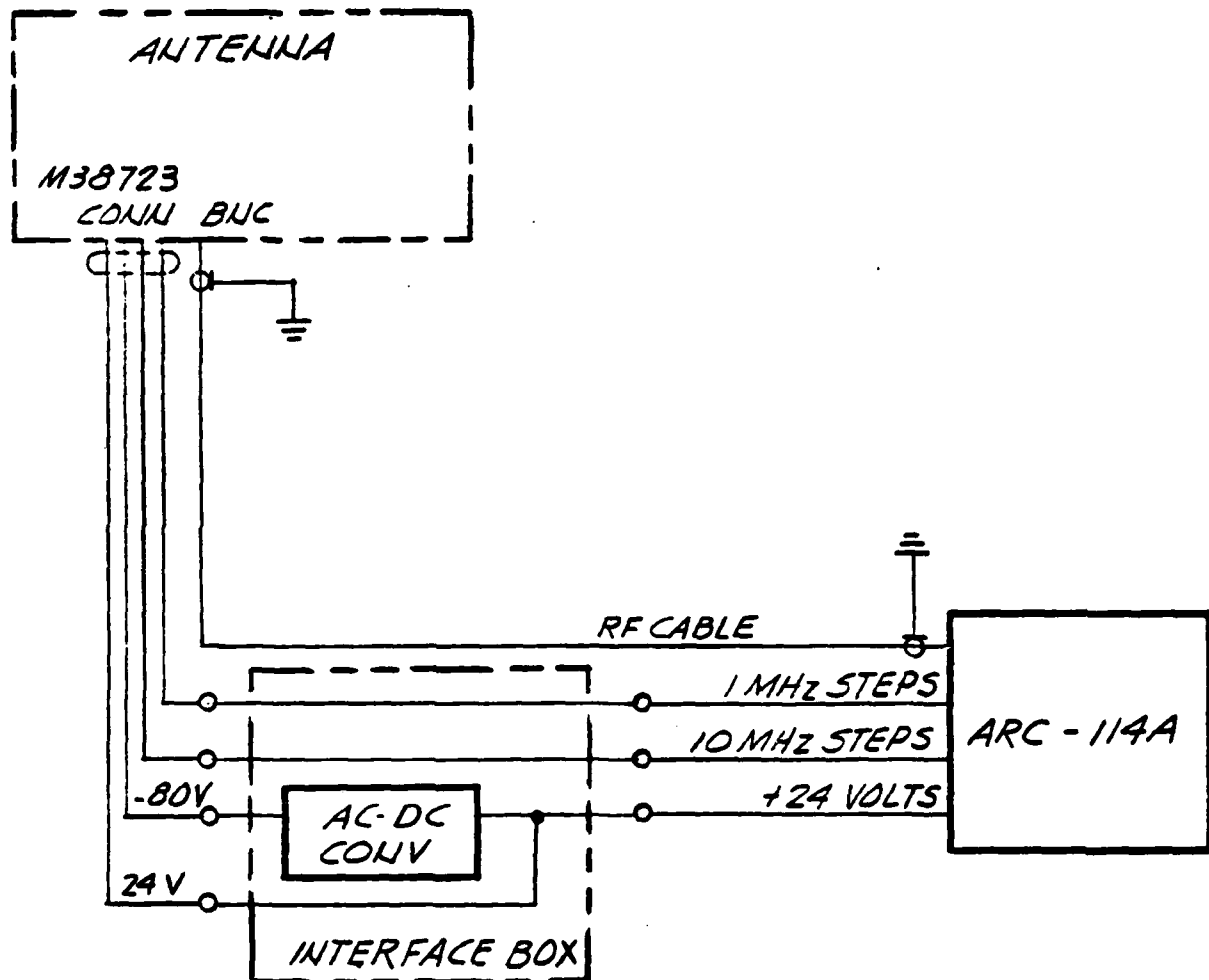 ANTENNA
M38723
CONN BNC
RF CABLE
1 MHz STEPS
10 MHz STEPS
ARC - 114A
-80V
+24 VOLTS
AC-DC
CONV
24 V
INTERFACE BOX